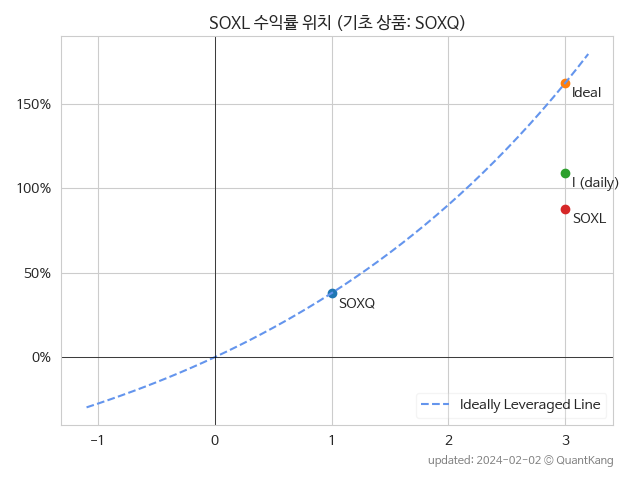 SOXL 수익률 위치 (기초 상품: SOXQ)
150%
100%
50%
0%
Ideal
I (daily)
SOXL
SOXQ
Ideally Leveraged Line
−1
0
1
2
3
updated: 2024-02-02 © QuantKang